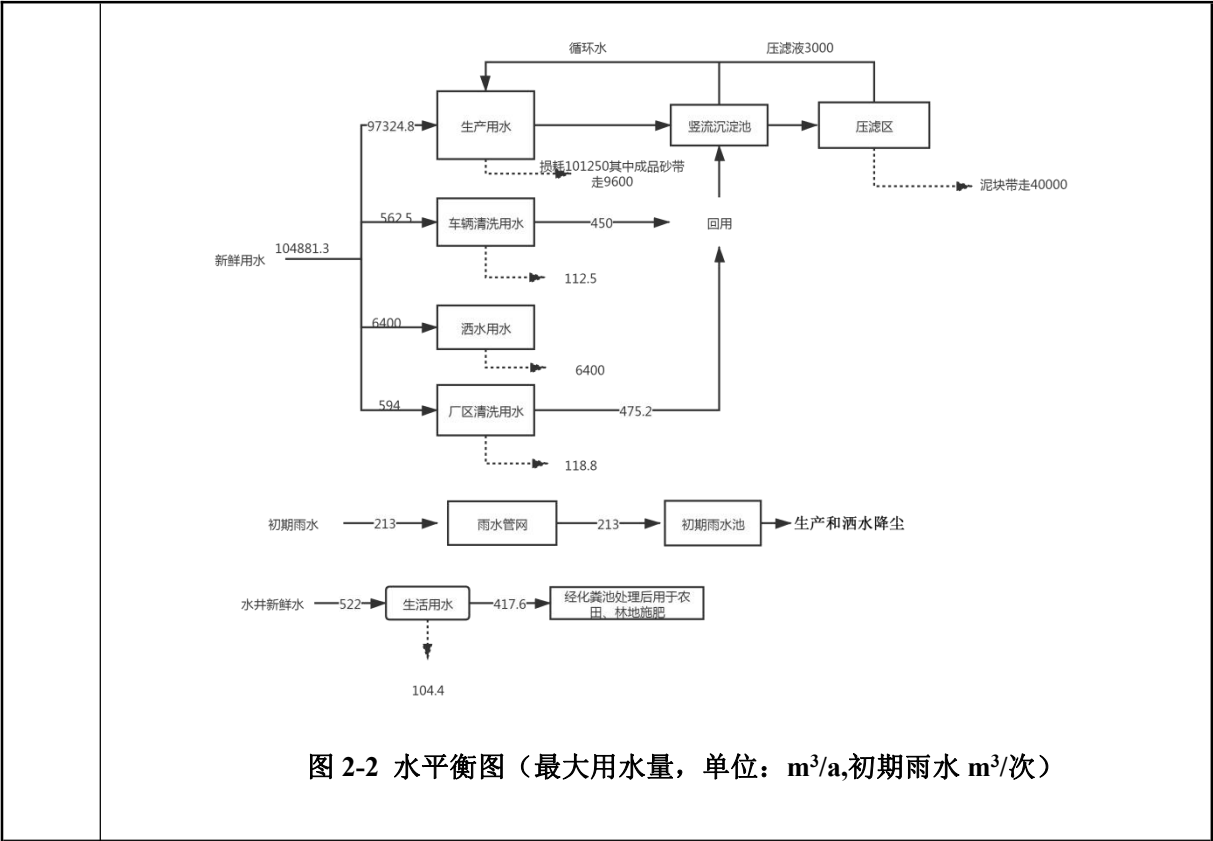 循环水
压滤液3000
97324.8
生产用水
竖流沉淀池
压滤区
损耗101250其中成品砂带
走9600
泥块带走40000
562.5
车辆清洗用水
450
回用
新鲜用水
104881.3
112.5
6400
洒水用水
6400
594
厂区清洗用水
475.2
118.8
初期雨水
213
雨水管网
213
初期雨水池
生产和洒水降尘
水井新鲜水
522
生活用水
417.6
经化粪池处理后用于农
田、林地施肥
104.4
图 2-2 水平衡图（最大用水量，单位：m³/a,初期雨水 m³/次）